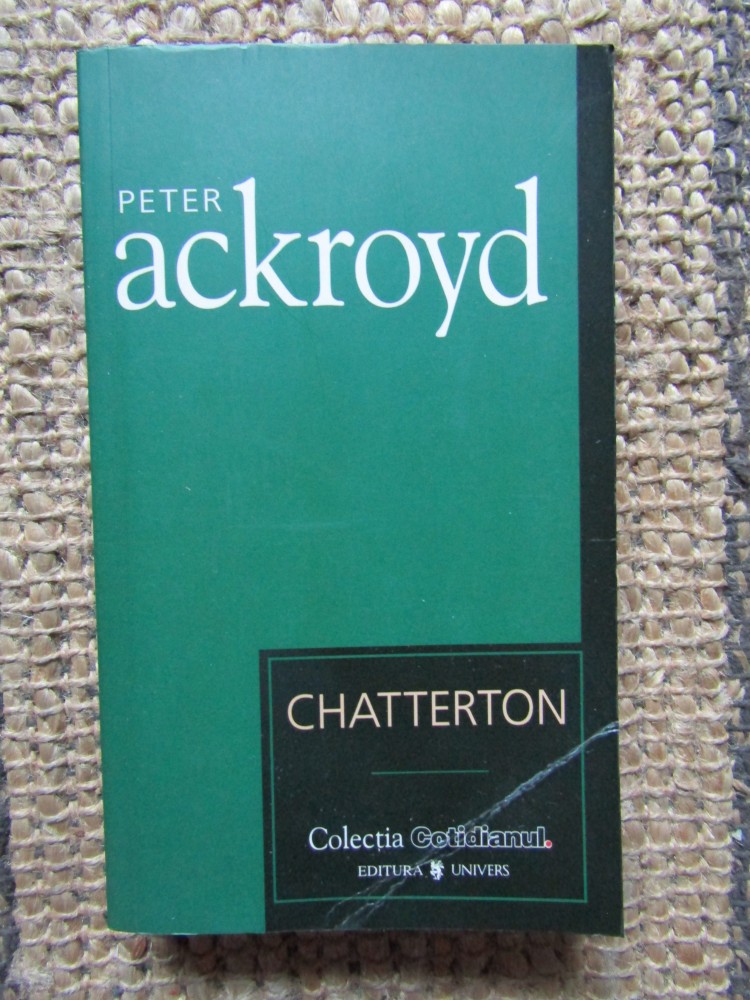 PETER
ackroyd
CHATTERTON
Colecția Cotidianul.
EDITURA UNIVERS